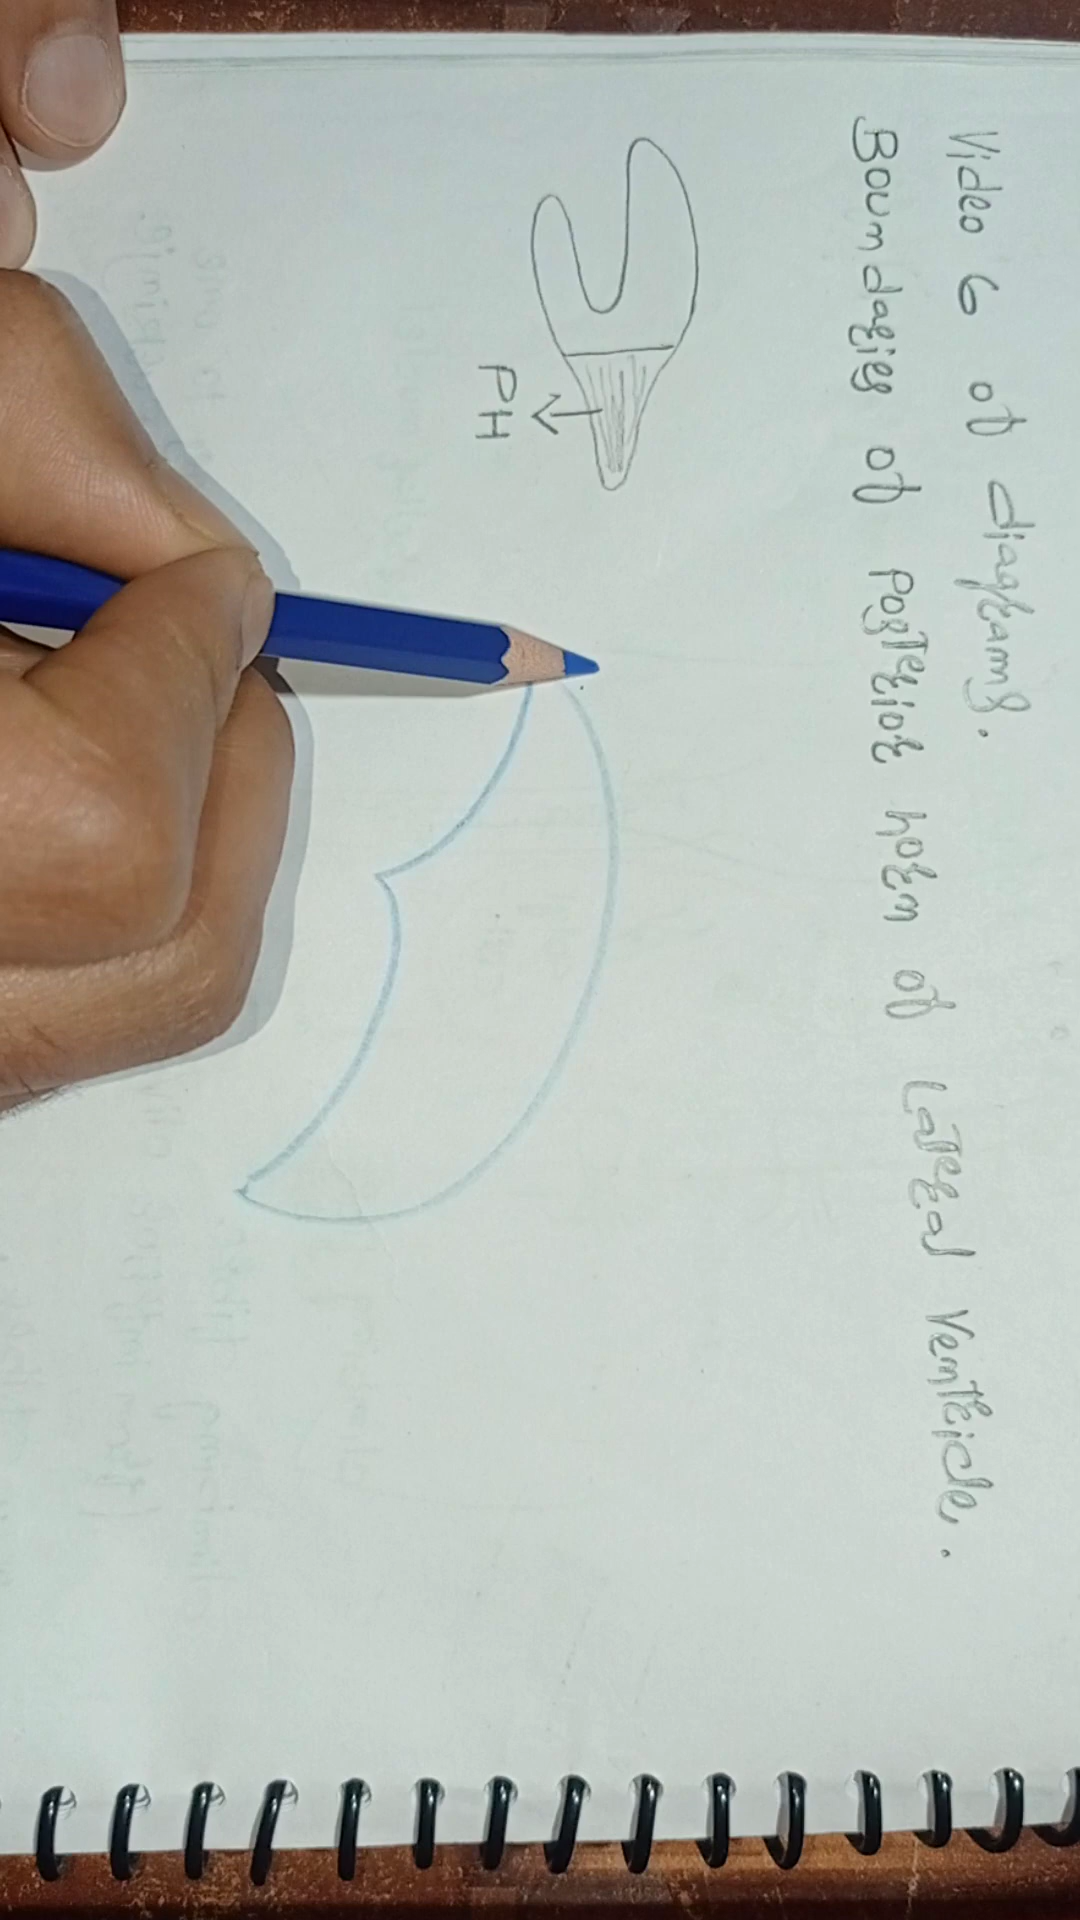 Video 6 of diagrams.
Boundaries of Posterior horn of Lateral Ventricle.
PH